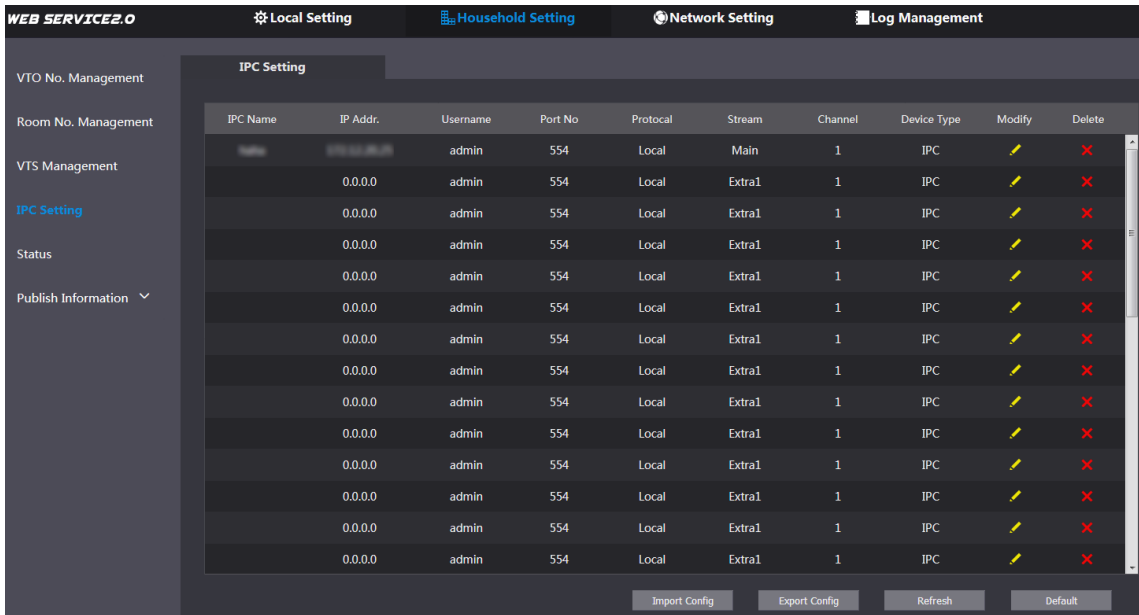 WEB SERVICE2.0 Local Setting Household Setting Network Setting Log Management
IPC Setting
VTO No. Management
Room No. Management
VTS Management
IPC Setting
Status
Publish Information
IPC Name IP Addr. Username Port No Protocal Stream Channel Device Type Modify Delete
admin 554 Local Main 1 IPC
0.0.0.0 admin 554 Local Extra1 1 IPC
0.0.0.0 admin 554 Local Extra1 1 IPC
0.0.0.0 admin 554 Local Extra1 1 IPC
0.0.0.0 admin 554 Local Extra1 1 IPC
0.0.0.0 admin 554 Local Extra1 1 IPC
0.0.0.0 admin 554 Local Extra1 1 IPC
0.0.0.0 admin 554 Local Extra1 1 IPC
0.0.0.0 admin 554 Local Extra1 1 IPC
0.0.0.0 admin 554 Local Extra1 1 IPC
0.0.0.0 admin 554 Local Extra1 1 IPC
0.0.0.0 admin 554 Local Extra1 1 IPC
0.0.0.0 admin 554 Local Extra1 1 IPC
0.0.0.0 admin 554 Local Extra1 1 IPC
Import Config Export Config Refresh Default